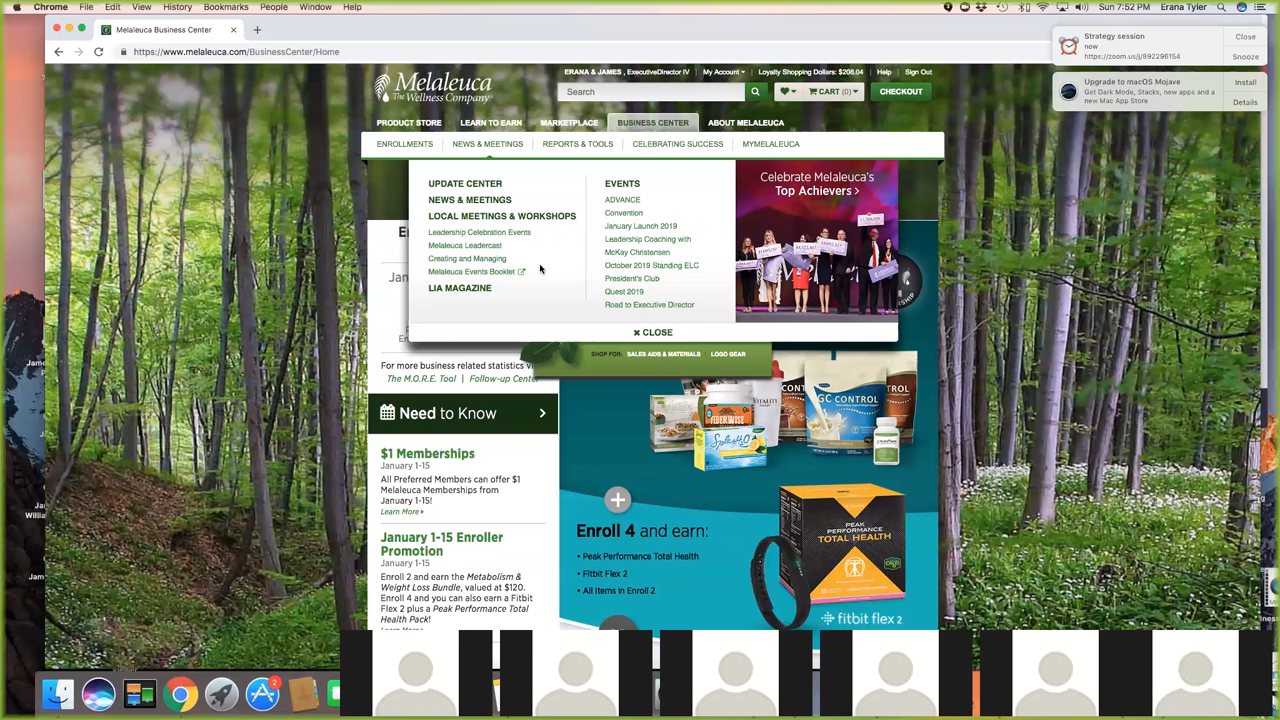 Chrome File Edit View History Bookmarks People Window Help
Sun 7:52 PM Erana Tyler
Melaleuca Business Center
https://www.melaleuca.com/BusinessCenter/Home
Strategy session
now
https://zoom.us/j/992296154
Close
Snooze
Upgrade to macOS Mojave
Get Dark Mode, Stacks, new apps and a
new Mac App Store
Install
Details
Melaleuca
The Wellness Company
ERANA & JAMES , ExecutiveDirector IV My Account Loyalty Shopping Dollars: $208.04 Help Sign Out
Search
CART (0)
CHECKOUT
PRODUCT STORE LEARN TO EARN MARKETPLACE BUSINESS CENTER ABOUT MELALEUCA
ENROLLMENTS NEWS & MEETINGS REPORTS & TOOLS CELEBRATING SUCCESS MYMELALEUCA
UPDATE CENTER
NEWS & MEETINGS
LOCAL MEETINGS & WORKSHOPS
Leadership Celebration Events
Melaleuca Leadercast
Creating and Managing
Melaleuca Events Booklet
LIA MAGAZINE
EVENTS
ADVANCE
Convention
January Launch 2019
Leadership Coaching with
McKay Christensen
October 2019 Standing ELC
President's Club
Quest 2019
Road to Executive Director
Celebrate Melaleuca's
Top Achievers >
CLOSE
SHOP FOR: SALES AIDS & MATERIALS LOGO GEAR
For more business related statistics vi
The M.O.R.E. Tool | Follow-up Center
Need to Know
$1 Memberships
January 1-15
All Preferred Members can offer $1
Melaleuca Memberships from
January 1-15!
Learn More
January 1-15 Enroller
Promotion
January 1-15
Enroll 2 and earn the Metabolism &
Weight Loss Bundle, valued at $120.
Enroll 4 and you can also earn a Fitbit
Flex 2 plus a Peak Performance Total
Health Pack!
FIBERWISE
Splash H2O
GC CONTROL
Enroll 4 and earn:
• Peak Performance Total Health
• Fitbit Flex 2
• All Items in Enroll 2
PEAK
PERFORMANCE
TOTAL HEALTH
oligo
fitbit flex 2
2